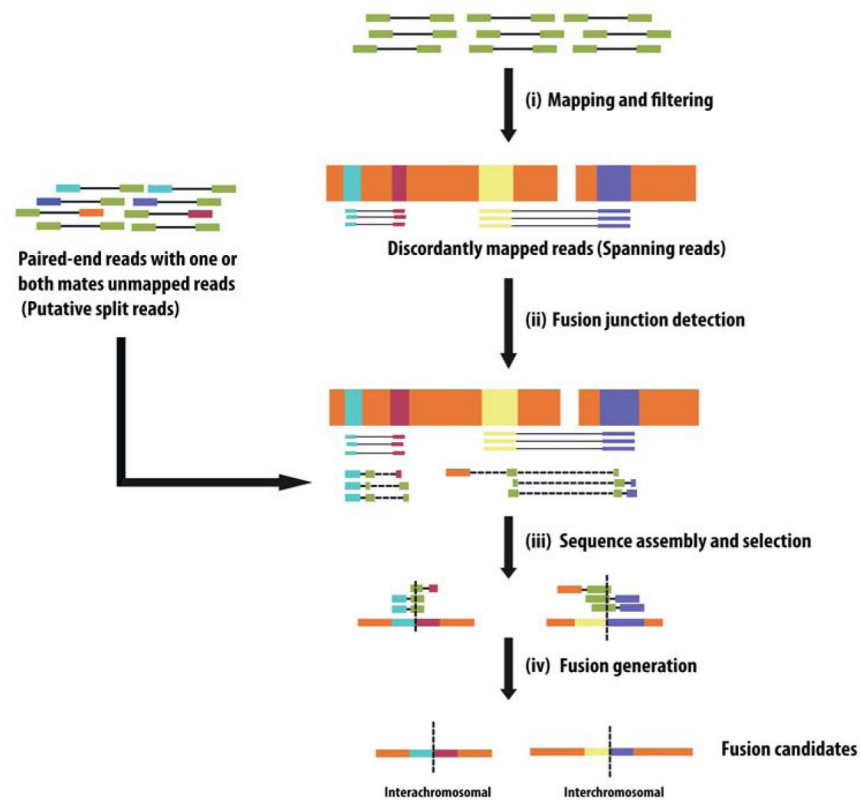 (i) Mapping and filtering
Discordantly mapped reads (Spanning reads)
Paired-end reads with one or
both mates unmapped reads
(Putative split reads)
(ii) Fusion junction detection
(iii) Sequence assembly and selection
(iv) Fusion generation
Fusion candidates
Interachromosomal
Interchromosomal